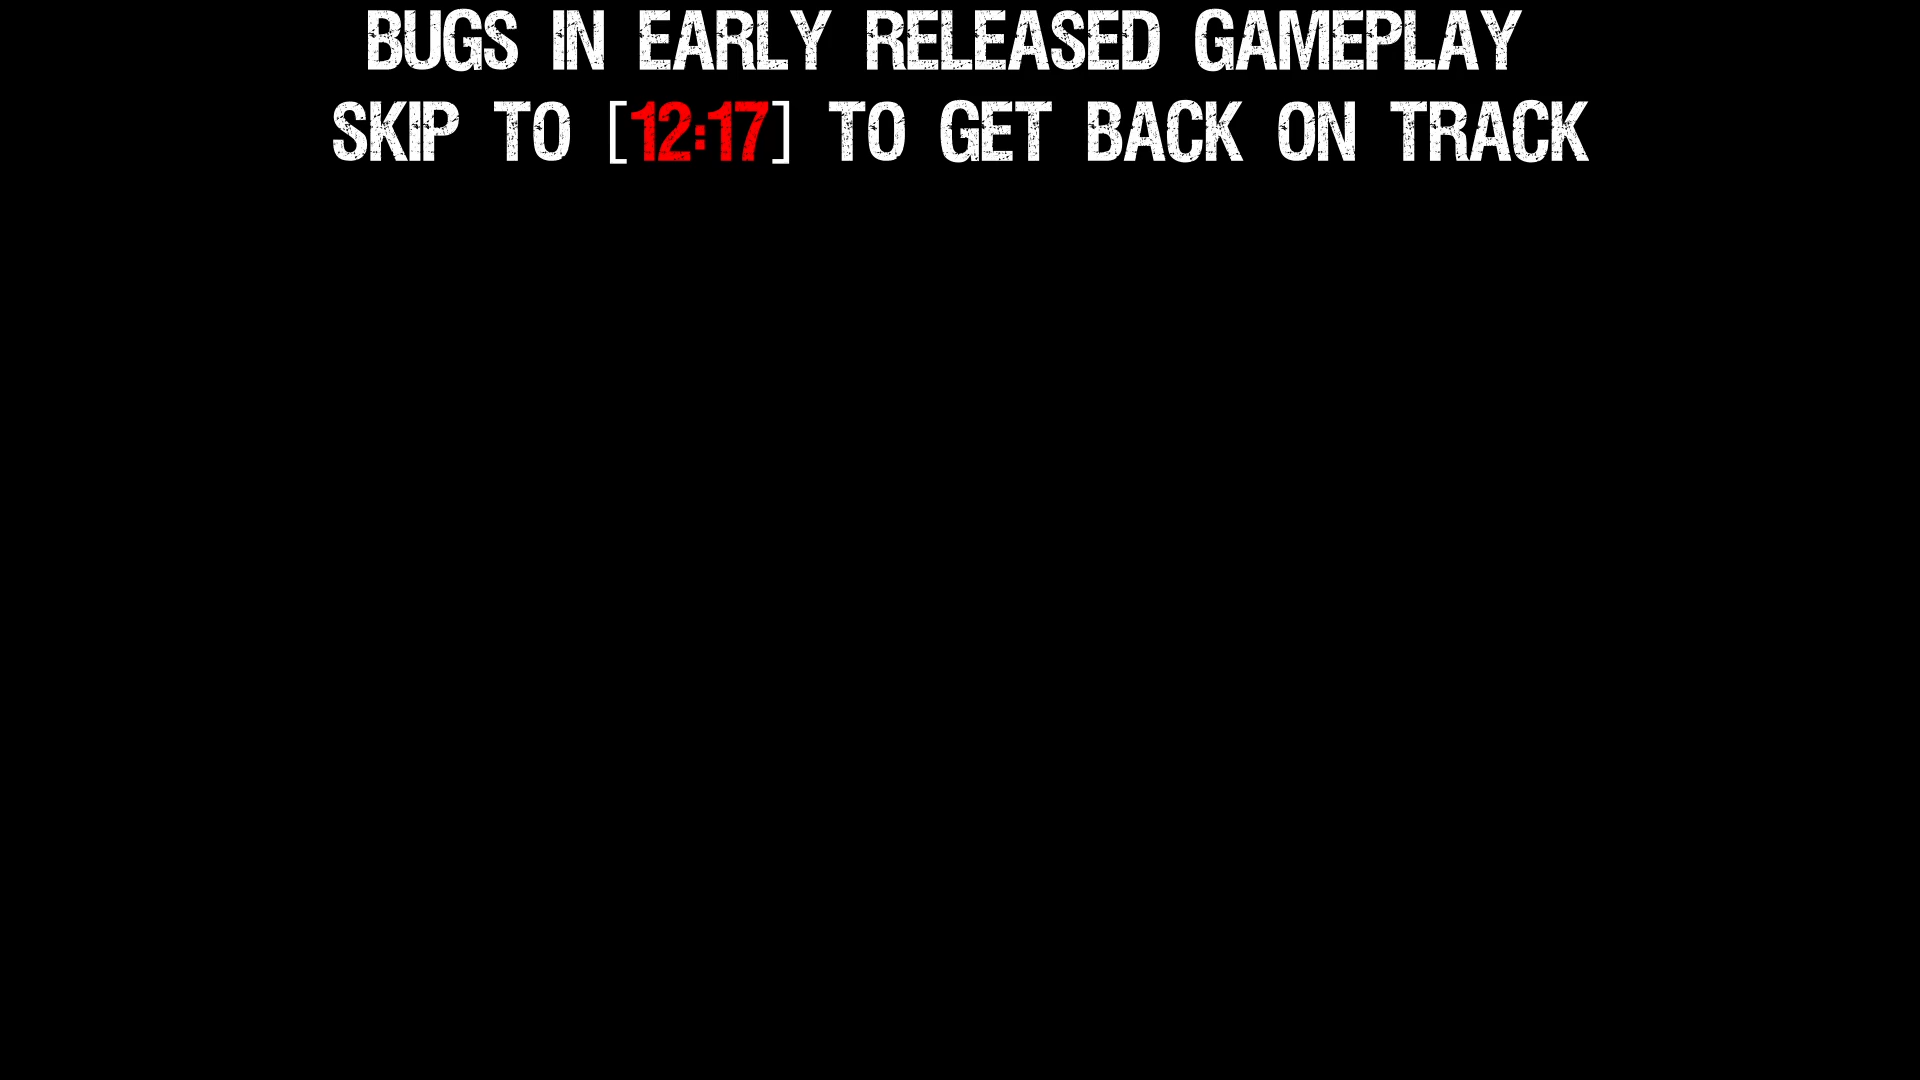 BUGS IN EARLY RELEASED GAMEPLAY
SKIP TO [12:17] TO GET BACK ON TRACK